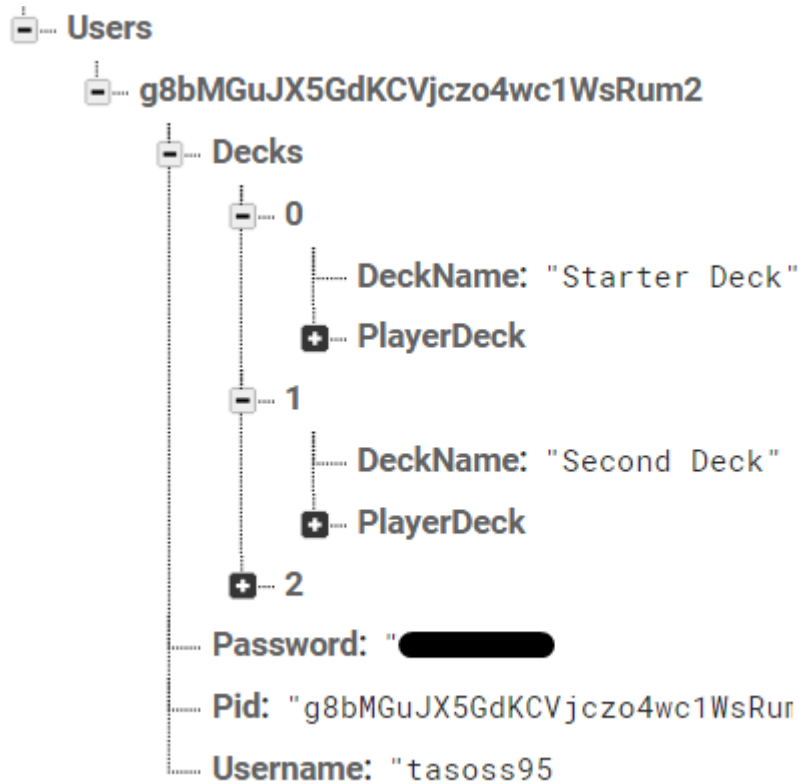 Users
g8bMGuJX5GdKCVjczo4wc1WsRum2
Decks
0
DeckName: "Starter Deck"
PlayerDeck
1
DeckName: "Second Deck"
PlayerDeck
2
Password: "
Pid: "g8bMGuJX5GdKCVjczo4wc1WsRum
Username: "tasoss95